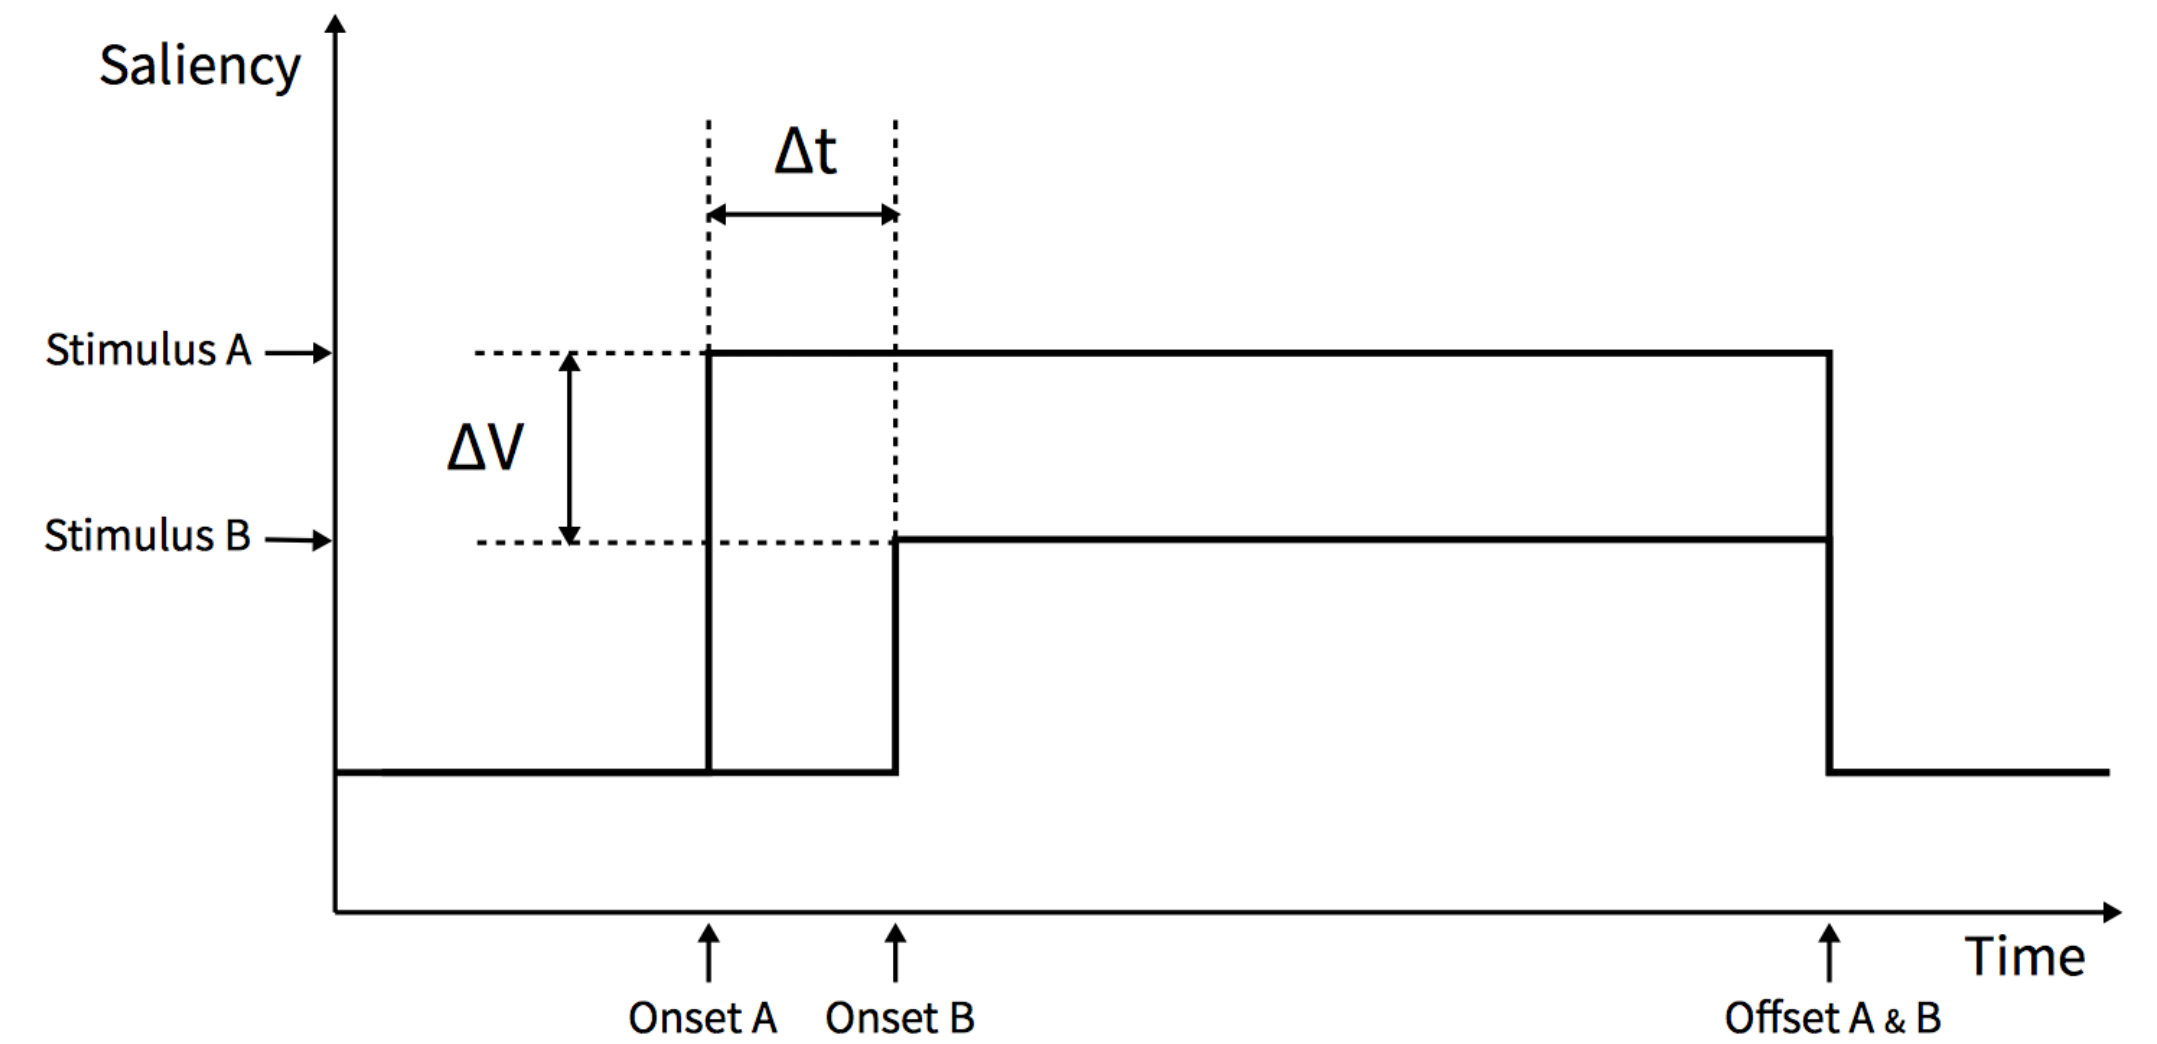 Saliency
Δt
Stimulus A
ΔV
Stimulus B
Time
Onset A
Onset B
Offset A & B